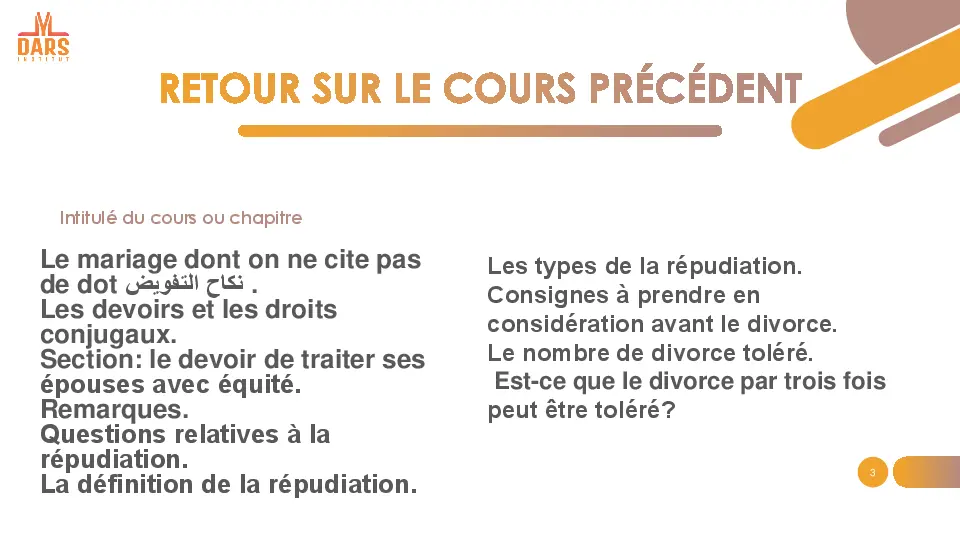 DARS
INSTITUT
RETOUR SUR LE COURS PRÉCÉDENT
Intitulé du cours ou chapitre
Le mariage dont on ne cite pas
de dot نكاح التفويض .
Les devoirs et les droits
conjugaux.
Section: le devoir de traiter ses
épouses avec équité.
Remarques.
Questions relatives à la
répudiation.
La définition de la répudiation.
Les types de la répudiation.
Consignes à prendre en
considération avant le divorce.
Le nombre de divorce toléré.
Est-ce que le divorce par trois fois
peut être toléré?
3